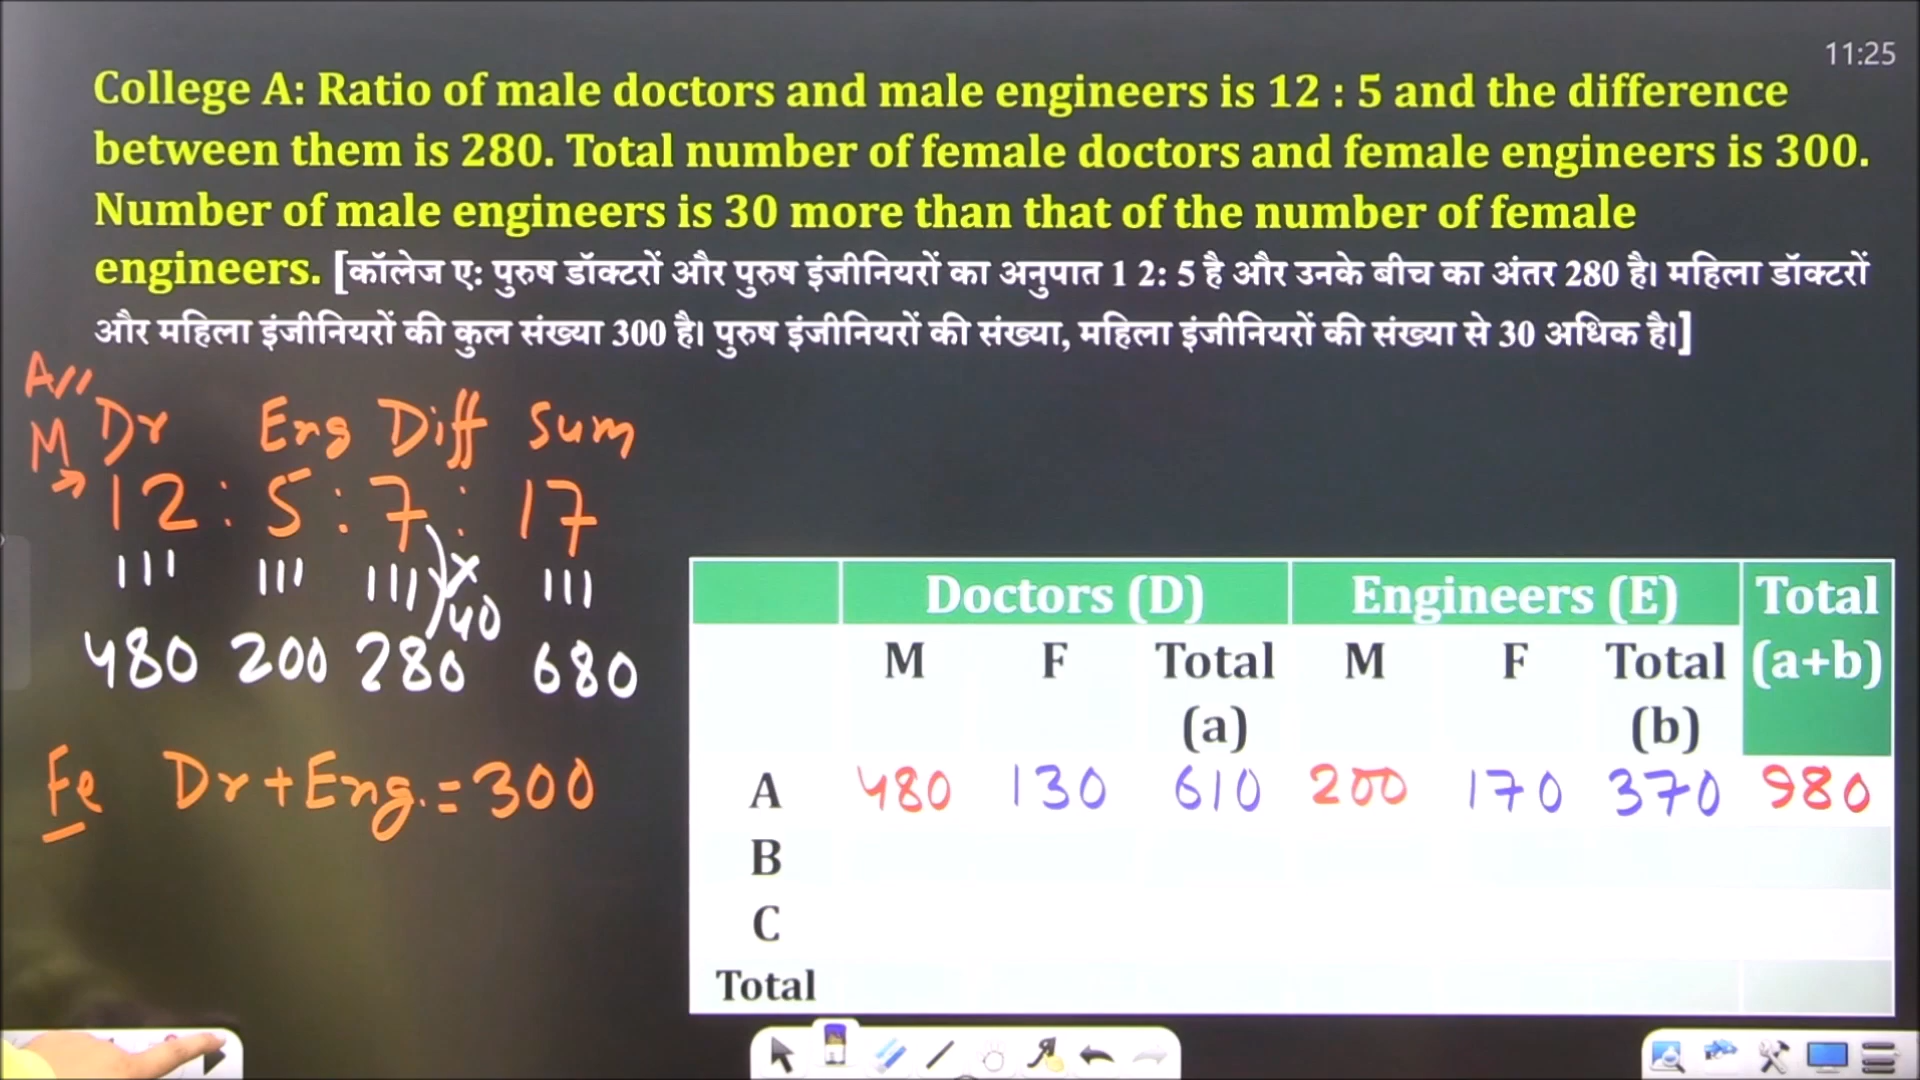 11:25
College A: Ratio of male doctors and male engineers is 12 : 5 and the difference
between them is 280. Total number of female doctors and female engineers is 300.
Number of male engineers is 30 more than that of the number of female
engineers. [कॉलेज ए: पुरुष डॉक्टरों और पुरुष इंजीनियरों का अनुपात 1 2: 5 है और उनके बीच का अंतर 280 है। महिला डॉक्टरों
और महिला इंजीनियरों की कुल संख्या 300 है। पुरुष इंजीनियरों की संख्या, महिला इंजीनियरों की संख्या से 30 अधिक है।]
A//
M Dr Eng Diff Sum
→ 12 : 5 : 7 : 17
×
40
480 200 280 680
Fe Dr + Eng. = 300
Doctors (D) Engineers (E) Total
M F Total M F Total (a+b)
(a) (b)
A 480 130 610 200 170 370 980
B
C
Total